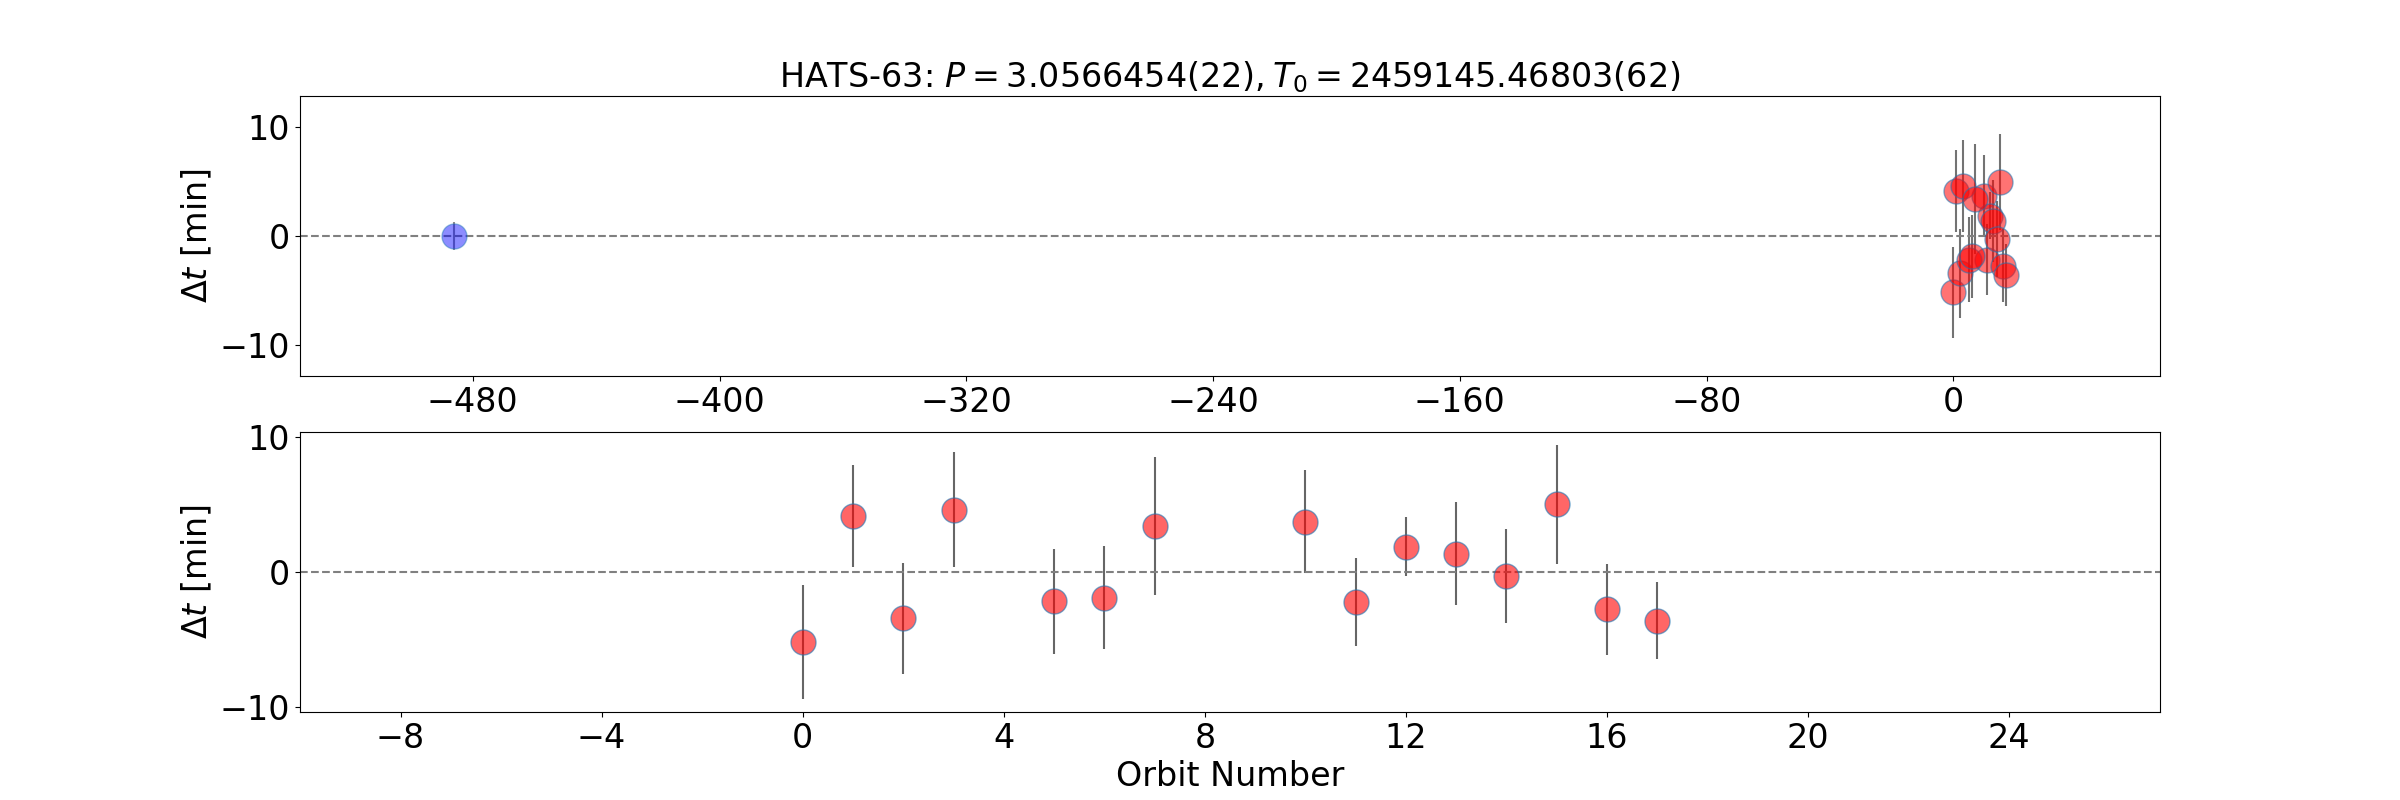 HATS-63: P = 3.0566454(22), T₀ = 2459145.46803(62)
10
0
−10
Δt [min]
−480 −400 −320 −240 −160 −80 0
10
0
−10
Δt [min]
−8 −4 0 4 8 12 16 20 24
Orbit Number